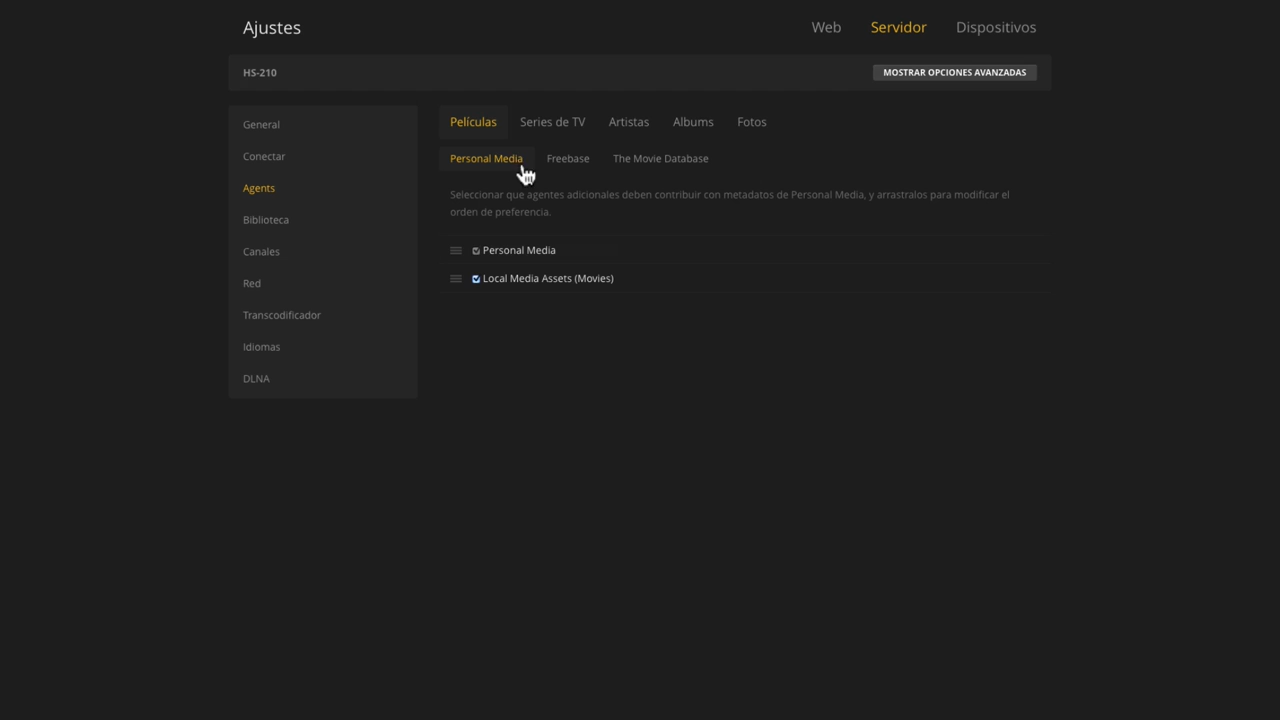 Ajustes
Web Servidor Dispositivos
HS-210
MOSTRAR OPCIONES AVANZADAS
General
Conectar
Agents
Biblioteca
Canales
Red
Transcodificador
Idiomas
DLNA
Películas Series de TV Artistas Albums Fotos
Personal Media Freebase The Movie Database
Seleccionar que agentes adicionales deben contribuir con metadatos de Personal Media, y arrastralos para modificar el
orden de preferencia.
Personal Media
Local Media Assets (Movies)